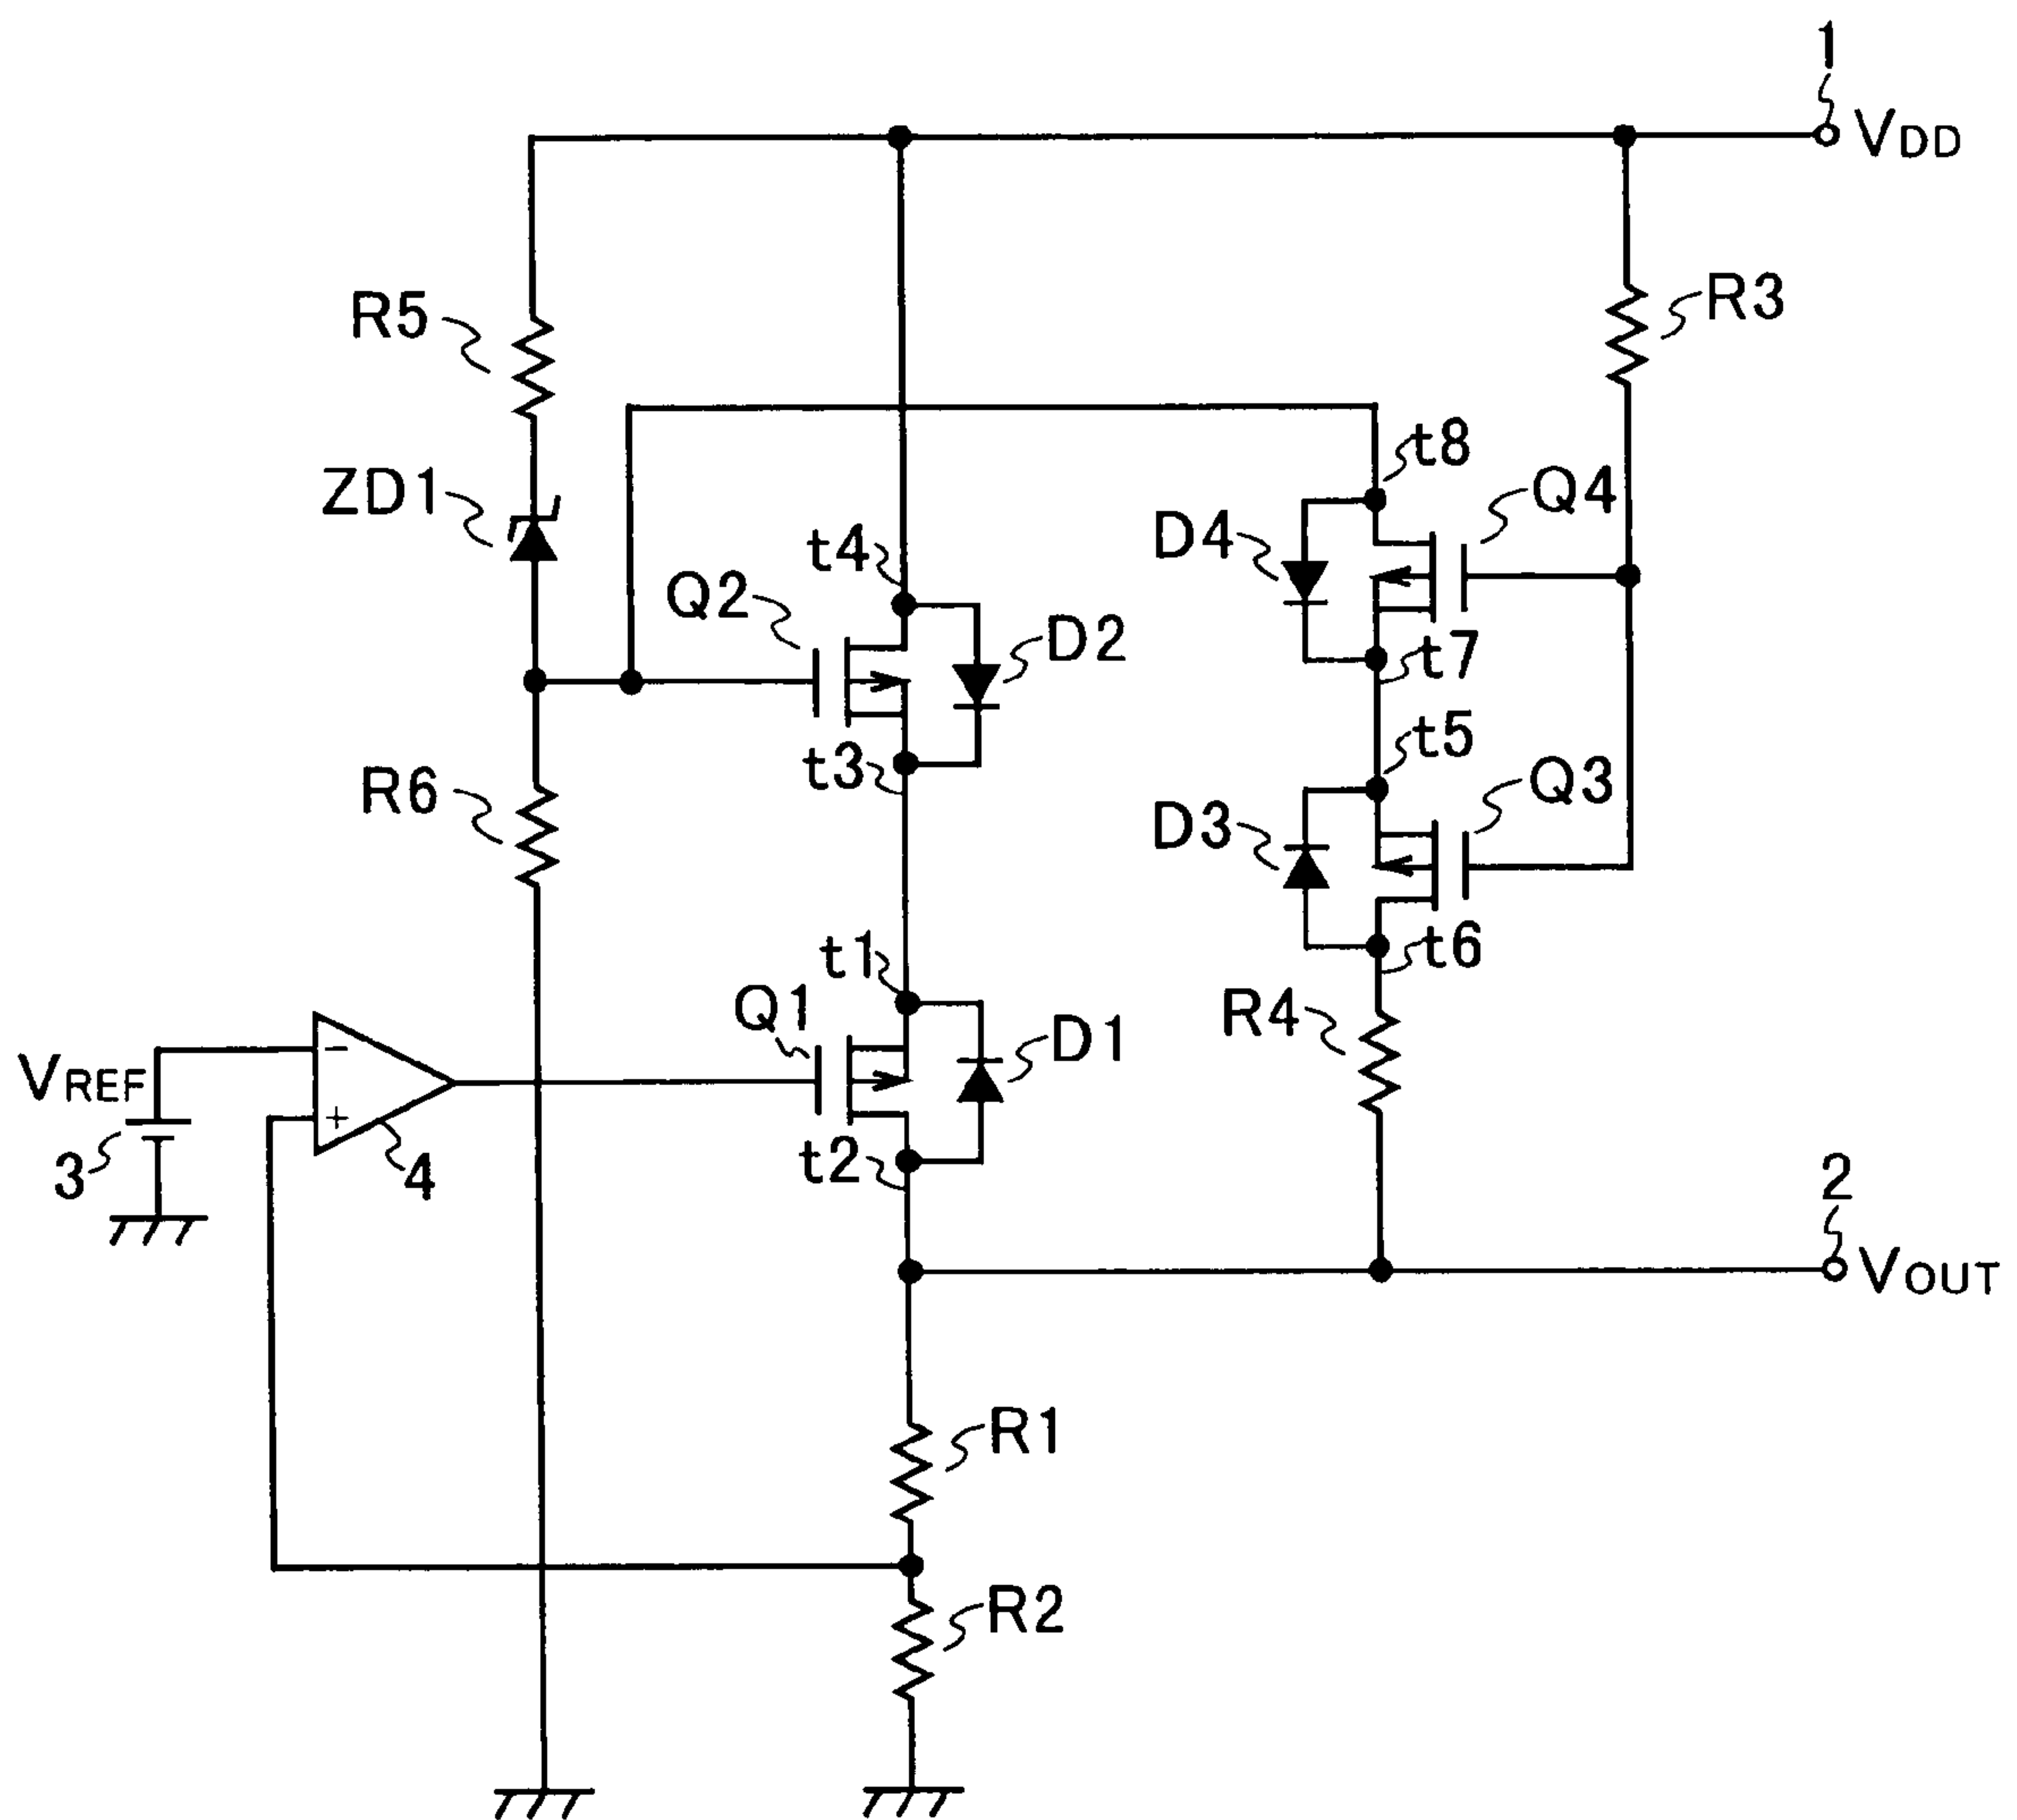 1
VDD
R5
R3
ZD1
t8
Q4
D4
t4
Q2
D2
t7
t5
R6
t3
Q3
D3
t1
t6
Q1
D1
R4
−
VREF
+
3
4
t2
2
VOUT
R1
R2